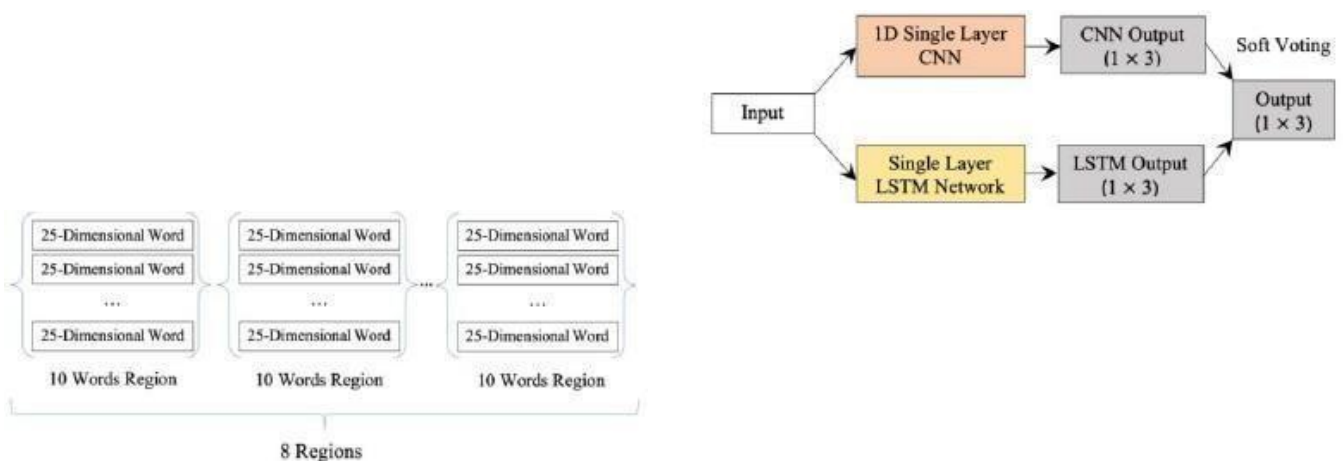 1D Single Layer
CNN
CNN Output
(1 × 3)
Soft Voting
Input
Output
(1 × 3)
Single Layer
LSTM Network
LSTM Output
(1 × 3)
25-Dimensional Word
25-Dimensional Word
...
25-Dimensional Word
10 Words Region
25-Dimensional Word
25-Dimensional Word
...
25-Dimensional Word
10 Words Region
...
25-Dimensional Word
25-Dimensional Word
...
25-Dimensional Word
10 Words Region
8 Regions